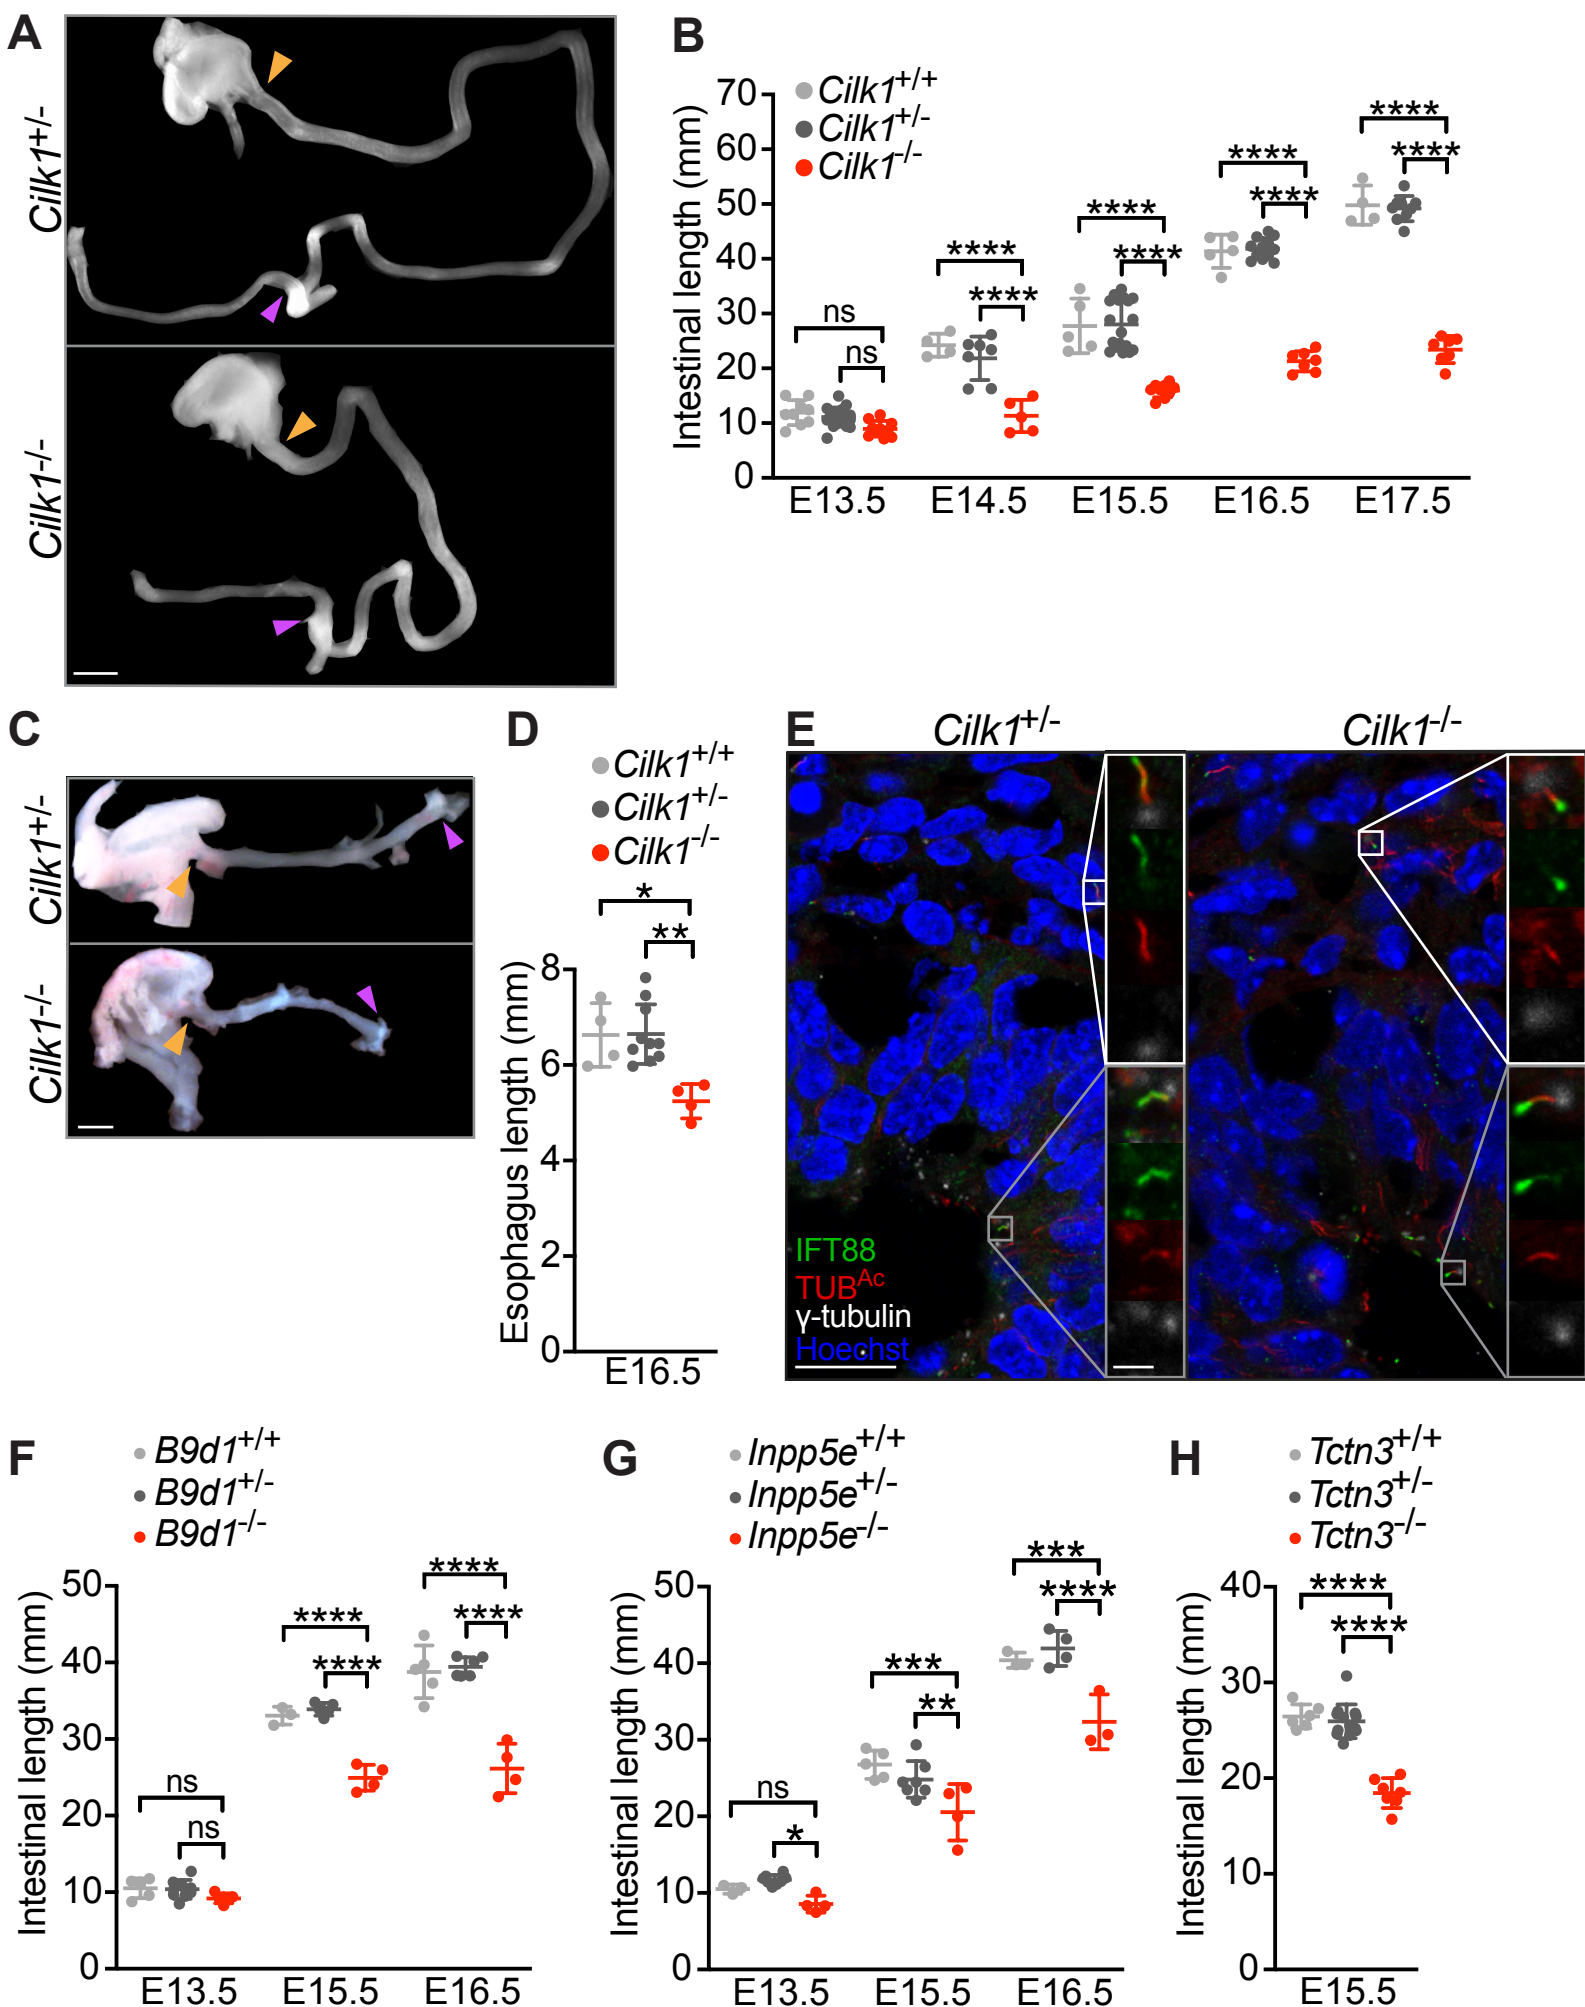 A
Cilk1+/-
Cilk1-/-
B
Cilk1+/+
Cilk1+/-
Cilk1-/-
Intestinal length (mm)
70
60
50
40
30
20
10
0
ns
ns
****
****
****
****
****
****
****
****
E13.5 E14.5 E15.5 E16.5 E17.5
C
Cilk1+/-
Cilk1-/-
D
Cilk1+/+
Cilk1+/-
Cilk1-/-
*
**
Esophagus length (mm)
8
6
4
2
0
E16.5
E
Cilk1+/- Cilk1-/-
IFT88
TUBAc
γ-tubulin
Hoechst
F
B9d1+/+
B9d1+/-
B9d1-/-
Intestinal length (mm)
50
40
30
20
10
0
ns
ns
****
****
****
****
E13.5 E15.5 E16.5
G
Inpp5e+/+
Inpp5e+/-
Inpp5e-/-
Intestinal length (mm)
50
40
30
20
10
0
ns
*
***
**
***
****
E13.5 E15.5 E16.5
H
Tctn3+/+
Tctn3+/-
Tctn3-/-
Intestinal length (mm)
40
30
20
10
0
****
****
E15.5